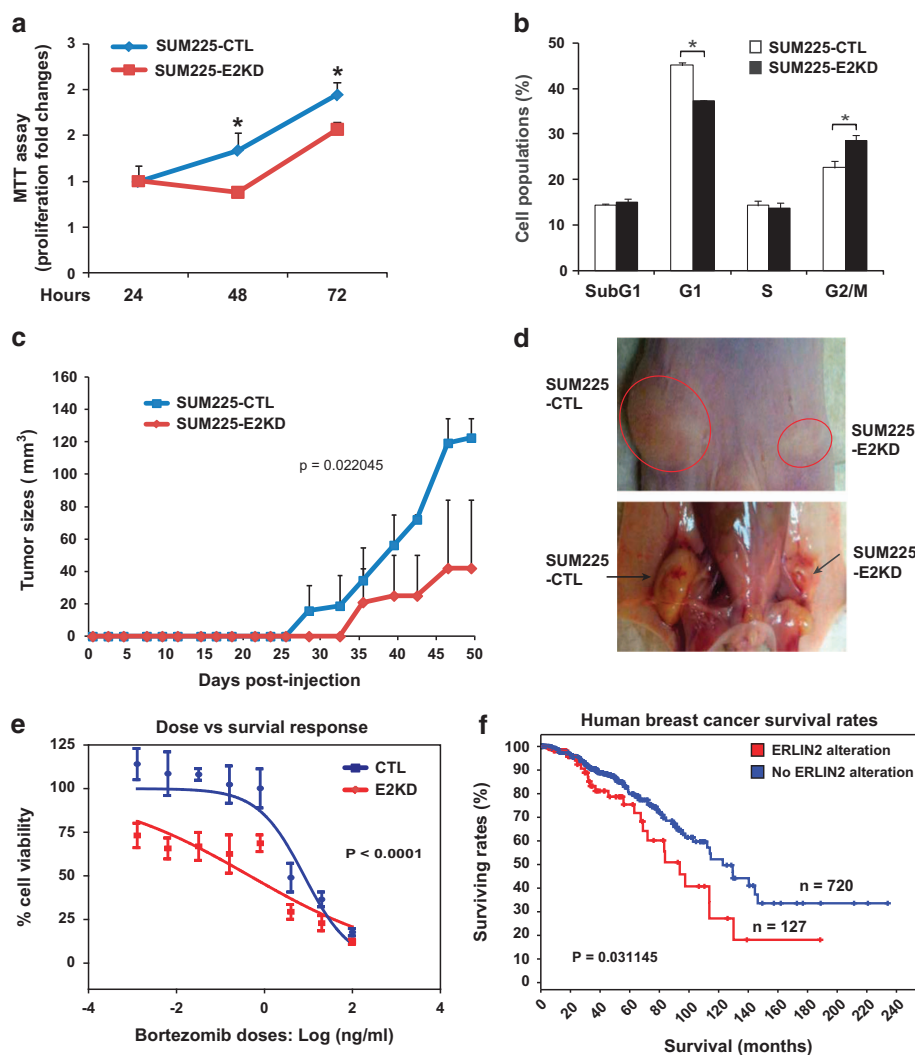 a
3
2
2
1
1
0
MTT assay
(proliferation fold changes)
SUM225-CTL
SUM225-E2KD
*
*
Hours
24
48
72
b
50
40
30
20
10
0
Cell populations (%)
SUM225-CTL
SUM225-E2KD
*
*
SubG1
G1
S
G2/M
c
160
140
120
100
80
60
40
20
0
Tumor sizes ( mm³)
SUM225-CTL
SUM225-E2KD
p = 0.022045
0 5 10 15 20 25 30 35 40 45 50
Days post-injection
d
SUM225
-CTL
SUM225
-E2KD
SUM225
-CTL
SUM225
-E2KD
e
Dose vs survial response
125
100
75
50
25
0
% cell viability
CTL
E2KD
P < 0.0001
-4 -2 0 2 4
Bortezomib doses: Log (ng/ml)
f
Human breast cancer survival rates
100
90
80
70
60
50
40
30
20
10
0
Surviving rates (%)
ERLIN2 alteration
No ERLIN2 alteration
n = 720
n = 127
P = 0.031145
0 20 40 60 80 100 120 140 160 180 200 220 240
Survival (months)